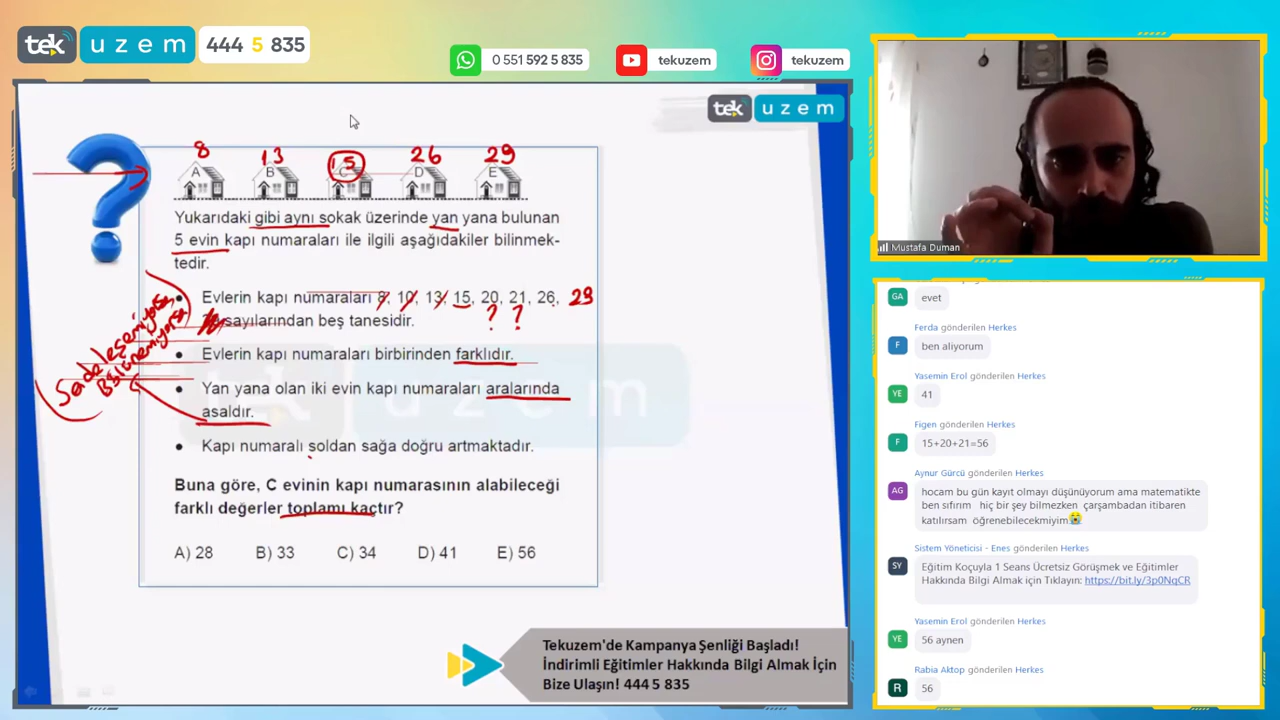 tek uzem 444 5 835
0 551 592 5 835
tekuzem
tekuzem
tek uzem
8 13 15 26 29
A B C D E
Yukarıdaki gibi aynı sokak üzerinde yan yana bulunan
5 evin kapı numaraları ile ilgili aşağıdakiler bilinmek-
tedir.
• Evlerin kapı numaraları 8, 10, 13, 15, 20, 21, 26, 29
sayılarından beş tanesidir.
? ?
• Evlerin kapı numaraları birbirinden farklıdır.
• Yan yana olan iki evin kapı numaraları aralarında
asaldır.
• Kapı numaralı soldan sağa doğru artmaktadır.
Sadeleşemiyorsa
Bölünemiyorsa
Buna göre, C evinin kapı numarasının alabileceği
farklı değerler toplamı kaçtır?
A) 28 B) 33 C) 34 D) 41 E) 56
tek uzem
Tekuzem'de Kampanya Şenliği Başladı!
İndirimli Eğitimler Hakkında Bilgi Almak İçin
Bize Ulaşın! 444 5 835
Mustafa Duman
GA
evet
Ferda gönderilen Herkes
F
ben aliyorum
Yasemin Erol gönderilen Herkes
YE
41
Figen gönderilen Herkes
F
15+20+21=56
Aynur Gürcü gönderilen Herkes
AG
hocam bu gün kayıt olmayı düşünüyorum ama matematikte
ben sıfırım hiç bir şey bilmezken çarşambadan itibaren
katılırsam öğrenebilecekmiyim😭
Sistem Yöneticisi - Enes gönderilen Herkes
SY
Eğitim Koçuyla 1 Seans Ücretsiz Görüşmek ve Eğitimler
Hakkında Bilgi Almak için Tıklayın: https://bit.ly/3p0NqCR
Yasemin Erol gönderilen Herkes
YE
56 aynen
Rabia Aktop gönderilen Herkes
R
56